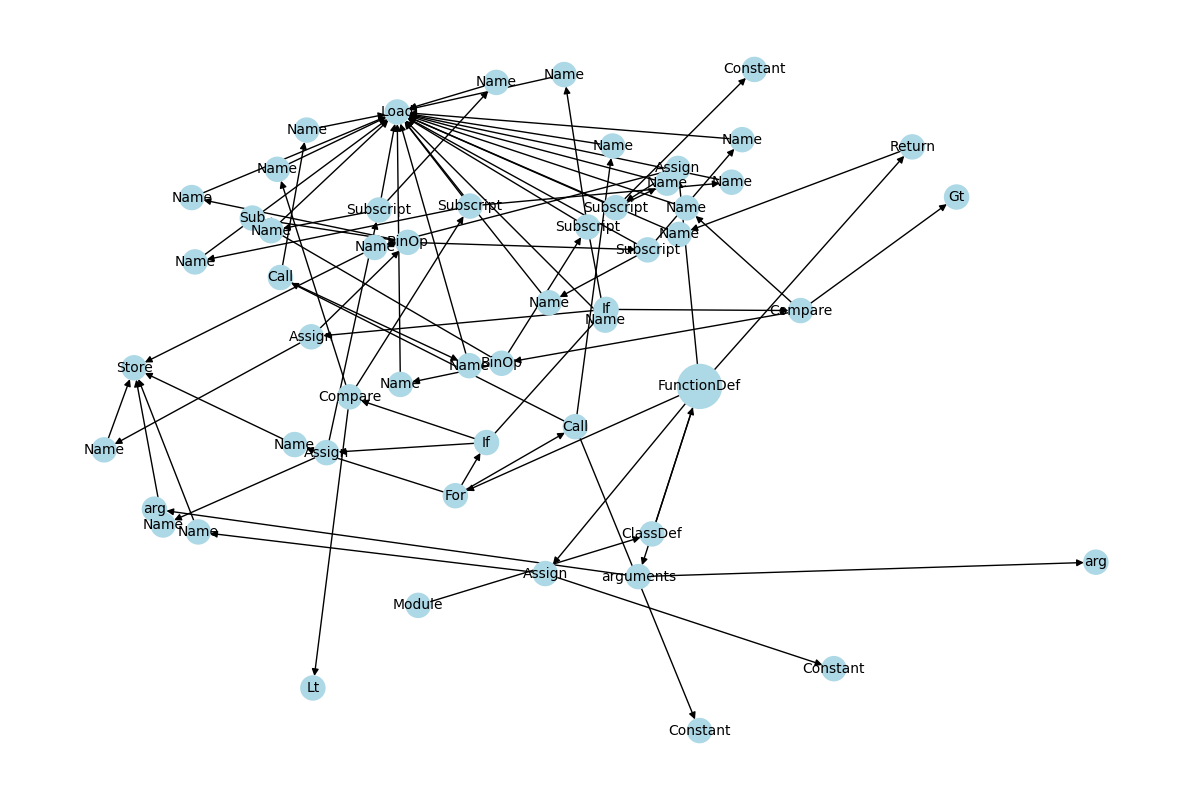 Constant
Name
Name
Load
Name
Name
Name
Return
Assign
Name
Name
Name
Name
Gt
Subscript
Subscript
Subscript
Name
Sub
Subscript
Name
Name
BinOp
Name
Subscript
Name
Call
Name
If
Compare
Name
Assign
BinOp
Name
Store
Name
FunctionDef
Compare
Call
If
Name
Name
Assign
For
arg
Name
Name
ClassDef
arg
Assign
arguments
Module
Constant
Lt
Constant